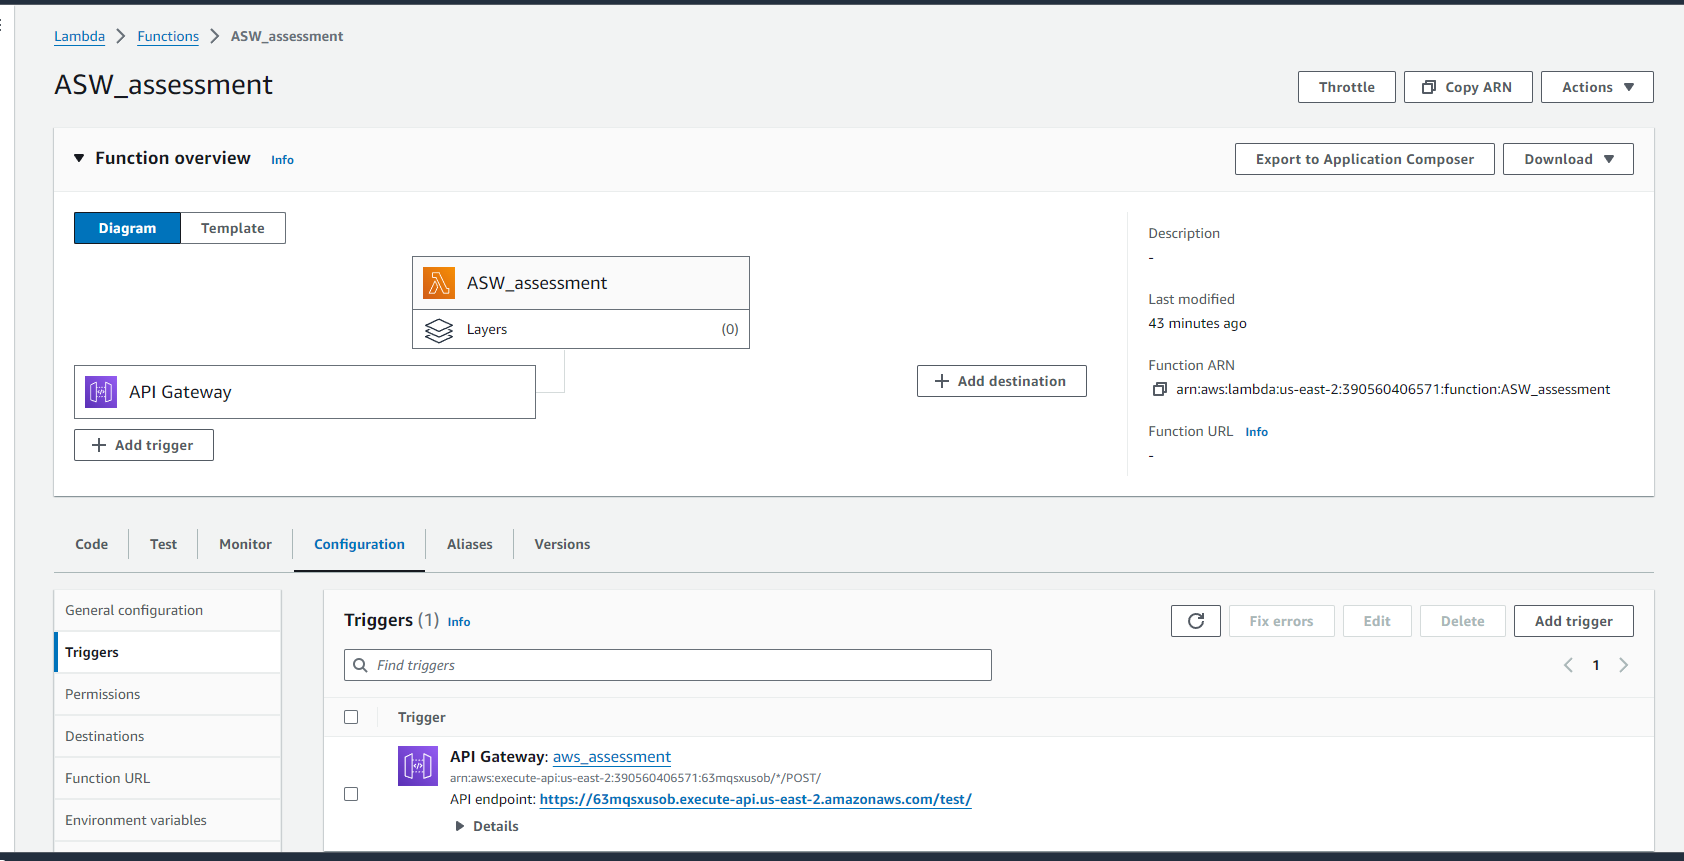 Lambda > Functions > ASW_assessment
ASW_assessment
Throttle Copy ARN Actions
Function overview Info
Export to Application Composer Download
Diagram Template
ASW_assessment
Layers (0)
API Gateway
Add trigger
Add destination
Description
-
Last modified
43 minutes ago
Function ARN
arn:aws:lambda:us-east-2:390560406571:function:ASW_assessment
Function URL Info
-
Code Test Monitor Configuration Aliases Versions
General configuration
Triggers
Permissions
Destinations
Function URL
Environment variables
Triggers (1) Info
Fix errors Edit Delete Add trigger
Find triggers
1
Trigger
API Gateway: aws_assessment
arn:aws:execute-api:us-east-2:390560406571:63mqsxusob/*/POST/
API endpoint: https://63mqsxusob.execute-api.us-east-2.amazonaws.com/test/
Details